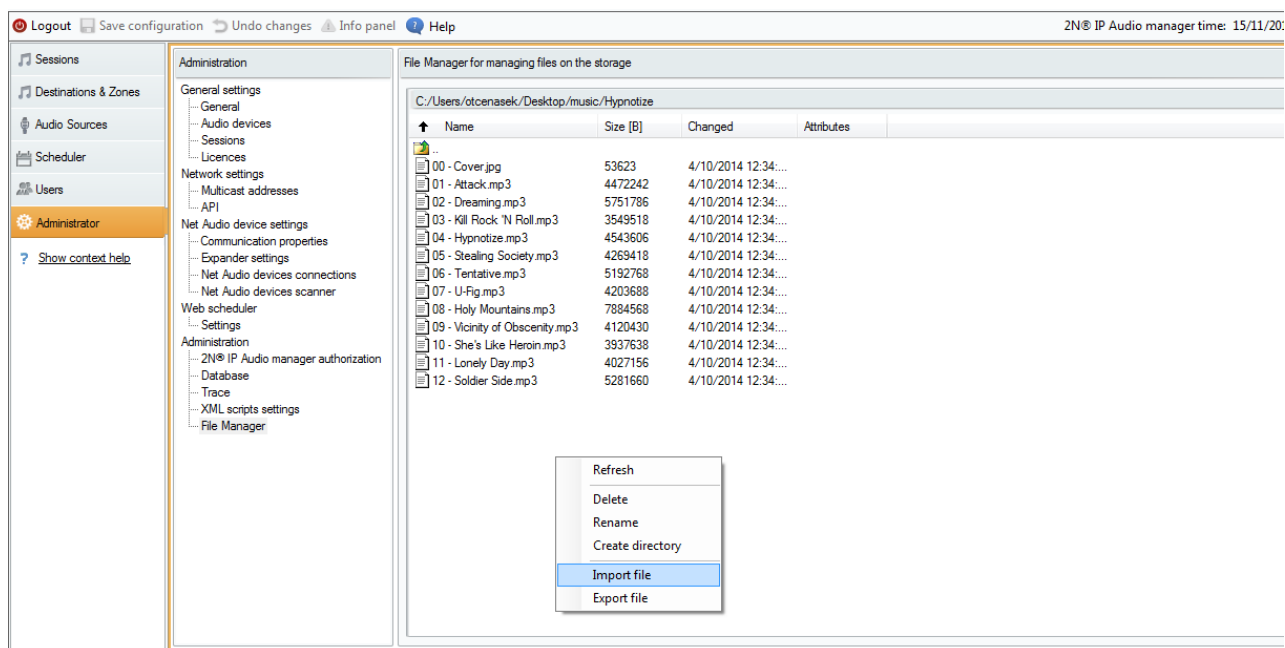 Logout Save configuration Undo changes Info panel Help 2N® IP Audio manager time: 15/11/201
Sessions
Destinations & Zones
Audio Sources
Scheduler
Users
Administrator
? Show context help
Administration
General settings
General
Audio devices
Sessions
Licences
Network settings
Multicast addresses
API
Net Audio device settings
Communication properties
Expander settings
Net Audio devices connections
Net Audio devices scanner
Web scheduler
Settings
Administration
2N® IP Audio manager authorization
Database
Trace
XML scripts settings
File Manager
File Manager for managing files on the storage
C:/Users/otcenasek/Desktop/music/Hypnotize
Name Size [B] Changed Attributes
..
00 - Cover.jpg 53623 4/10/2014 12:34:...
01 - Attack.mp3 4472242 4/10/2014 12:34:...
02 - Dreaming.mp3 5751786 4/10/2014 12:34:...
03 - Kill Rock 'N Roll.mp3 3549518 4/10/2014 12:34:...
04 - Hypnotize.mp3 4543606 4/10/2014 12:34:...
05 - Stealing Society.mp3 4269418 4/10/2014 12:34:...
06 - Tentative.mp3 5192768 4/10/2014 12:34:...
07 - U-Fig.mp3 4203688 4/10/2014 12:34:...
08 - Holy Mountains.mp3 7884568 4/10/2014 12:34:...
09 - Vicinity of Obscenity.mp3 4120430 4/10/2014 12:34:...
10 - She's Like Heroin.mp3 3937638 4/10/2014 12:34:...
11 - Lonely Day.mp3 4027156 4/10/2014 12:34:...
12 - Soldier Side.mp3 5281660 4/10/2014 12:34:...
Refresh
Delete
Rename
Create directory
Import file
Export file